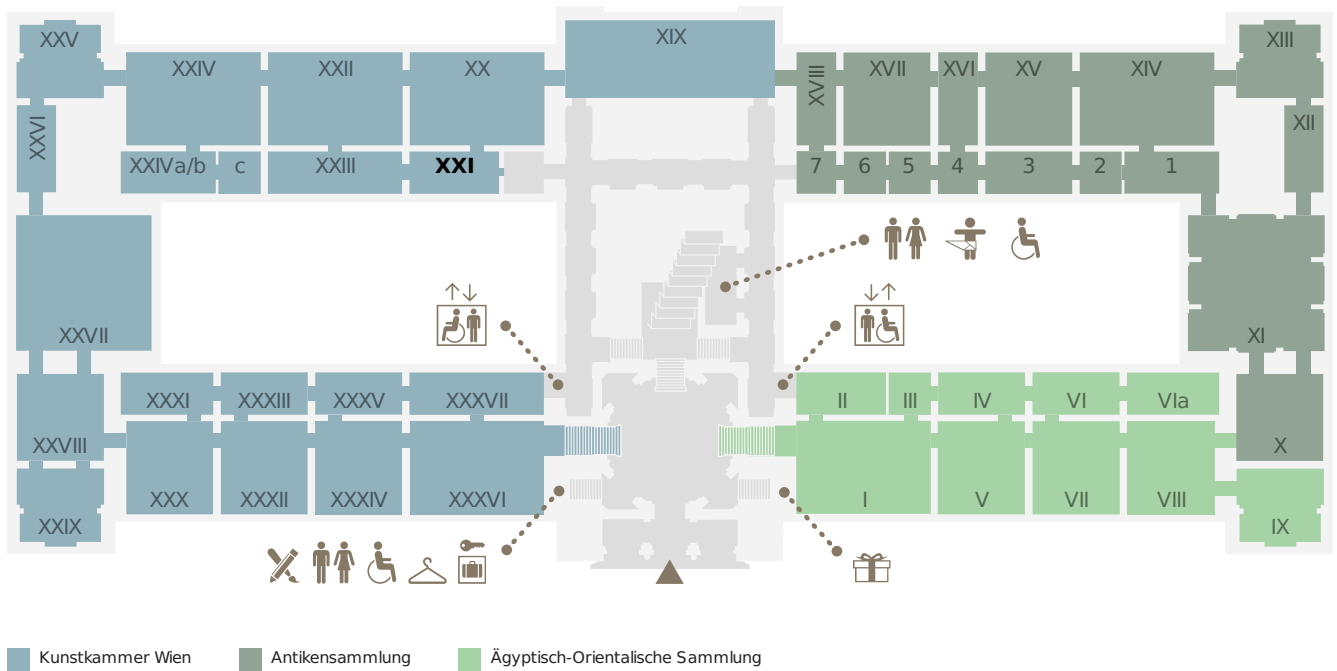 XXV
XXIV
XXII
XX
XIX
XVIII
XVII
XVI
XV
XIV
XIII
XXVI
XII
XXIVa/b
c
XXIII
XXI
7
6
5
4
3
2
1
XXVII
XI
XXXI
XXXIII
XXXV
XXXVII
II
III
IV
VI
VIa
XXVIII
X
XXX
XXXII
XXXIV
XXXVI
I
V
VII
VIII
XXIX
IX
Kunstkammer Wien
Antikensammlung
Ägyptisch-Orientalische Sammlung